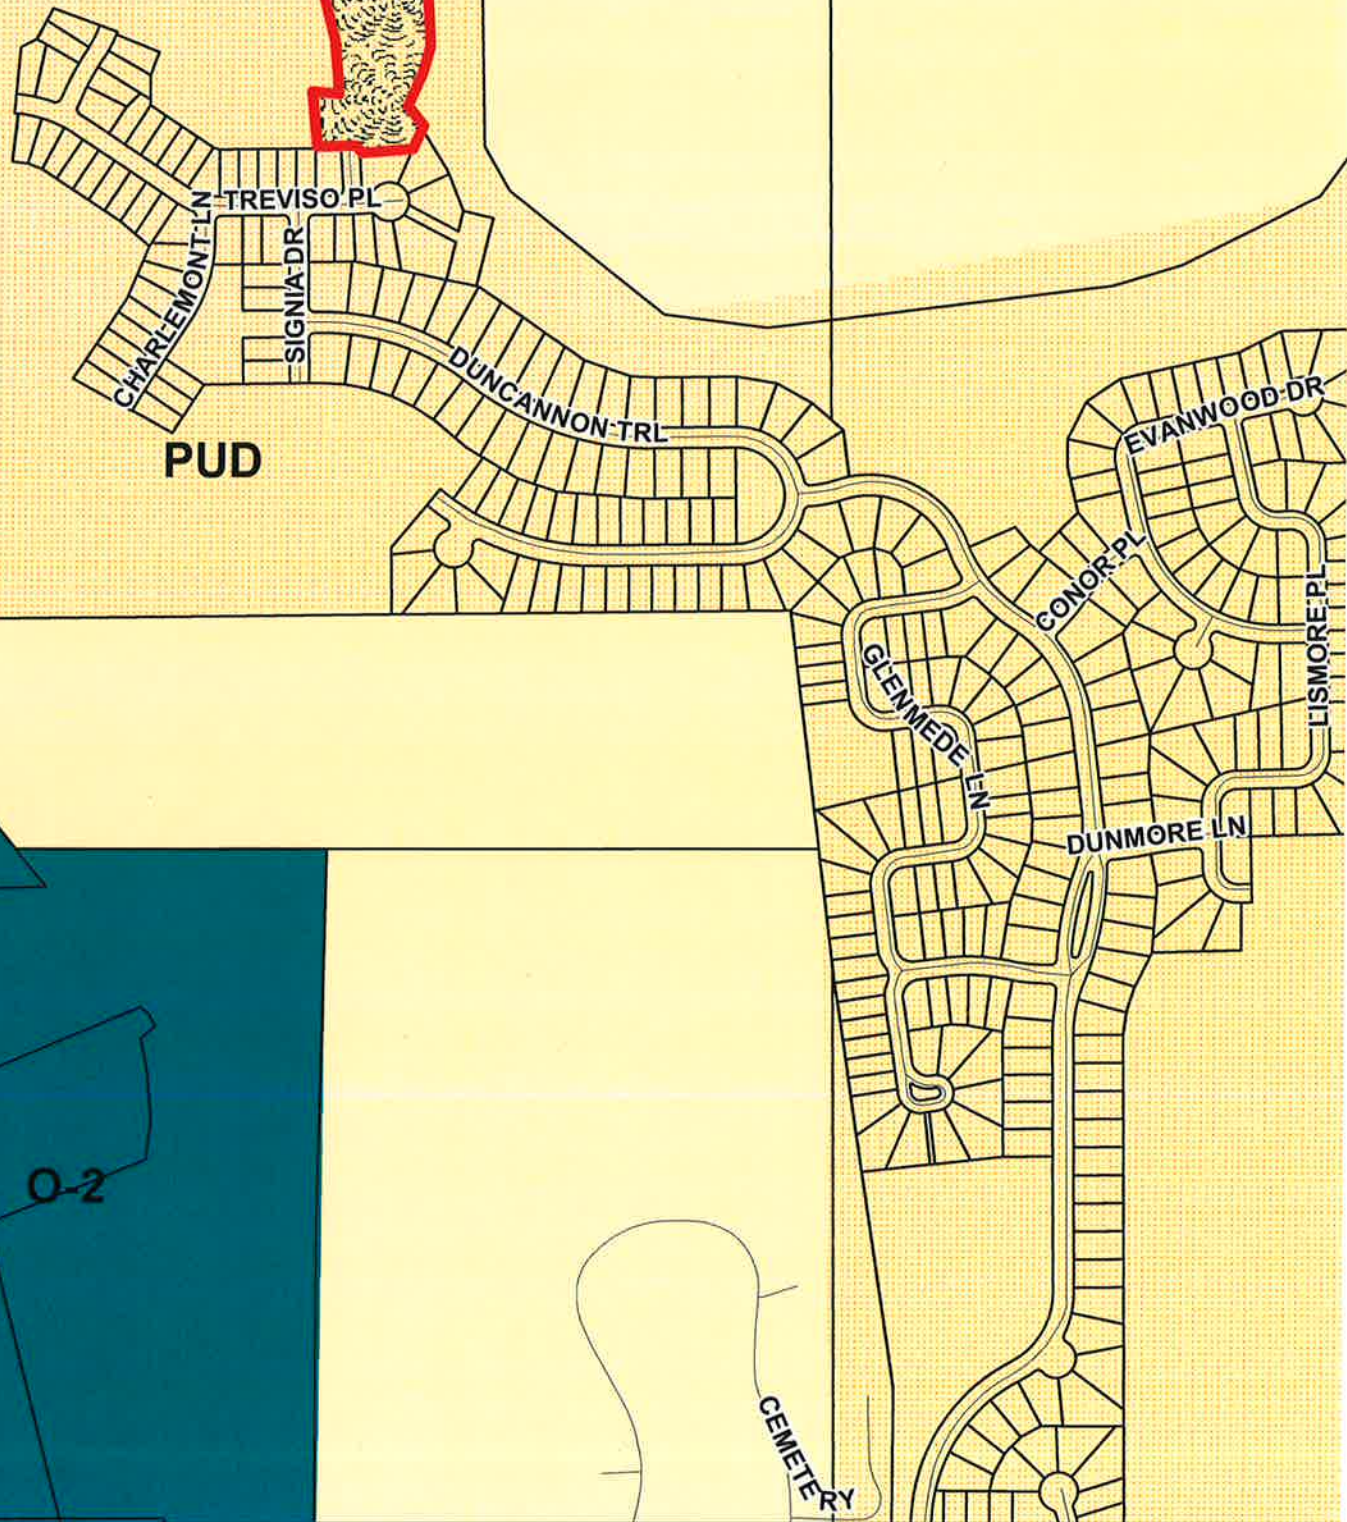 TREVISO PL
CHARLEMONT LN
SIGNIA DR
DUNCANNON TRL
EVANWOOD DR
PUD
CONOR PL
LISMORE PL
GLENMEDE LN
DUNMORE LN
O-2
CEMETERY